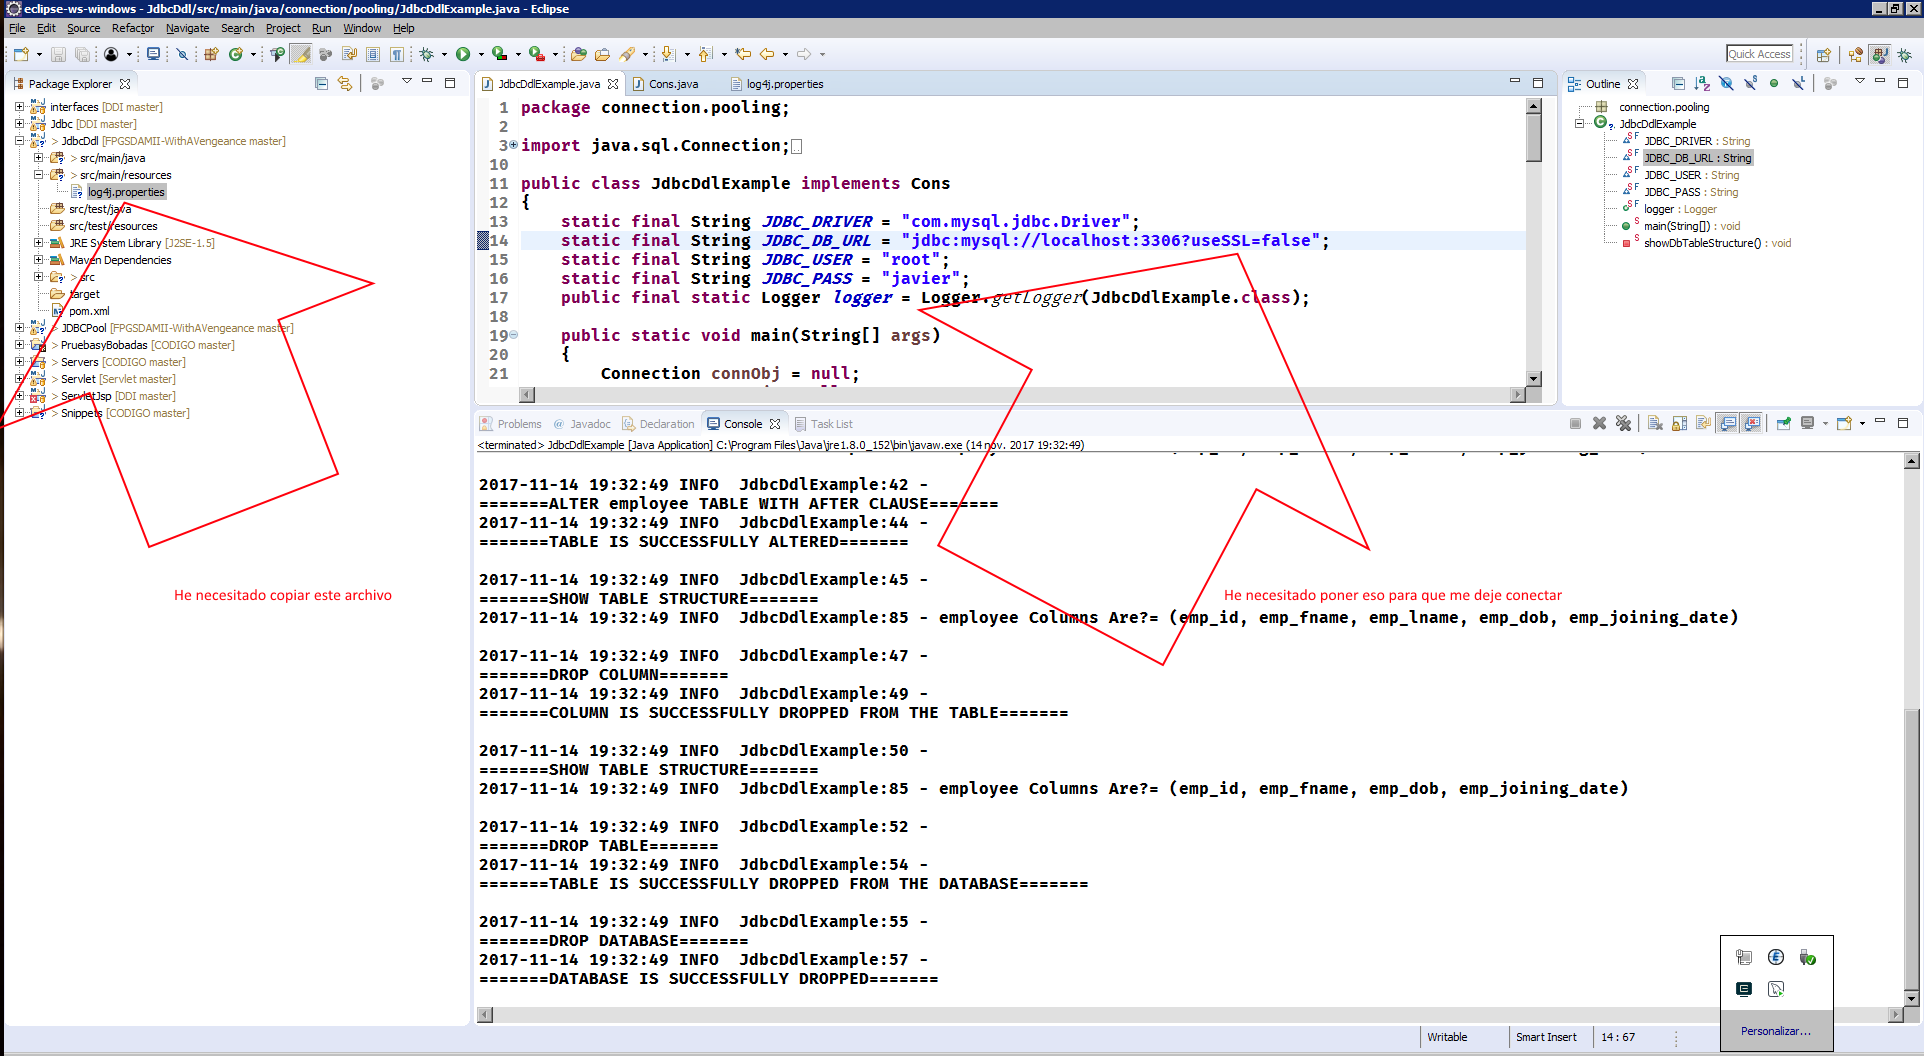 eclipse-ws-windows - JdbcDdl/src/main/java/connection/pooling/JdbcDdlExample.java - Eclipse
File Edit Source Refactor Navigate Search Project Run Window Help
Quick Access
Package Explorer
interfaces [DDI master]
Jdbc [DDI master]
> JdbcDdl [FPGSDAMII-WithAVengeance master]
> src/main/java
> src/main/resources
log4j.properties
src/test/java
src/test/resources
JRE System Library [J2SE-1.5]
Maven Dependencies
> src
target
pom.xml
> JDBCPool [FPGSDAMII-WithAVengeance master]
> PruebasyBobadas [CODIGO master]
> Servers [CODIGO master]
> Servlet [Servlet master]
> ServletJsp [DDI master]
> Snippets [CODIGO master]
He necesitado copiar este archivo
JdbcDdlExample.java Cons.java log4j.properties
1 package connection.pooling;
2
3 import java.sql.Connection;
10
11 public class JdbcDdlExample implements Cons
12 {
13 static final String JDBC_DRIVER = "com.mysql.jdbc.Driver";
14 static final String JDBC_DB_URL = "jdbc:mysql://localhost:3306?useSSL=false";
15 static final String JDBC_USER = "root";
16 static final String JDBC_PASS = "javier";
17 public final static Logger logger = Logger.getLogger(JdbcDdlExample.class);
18
19 public static void main(String[] args)
20 {
21 Connection connObj = null;
Outline
connection.pooling
JdbcDdlExample
JDBC_DRIVER : String
JDBC_DB_URL : String
JDBC_USER : String
JDBC_PASS : String
logger : Logger
main(String[]) : void
showDbTableStructure() : void
Problems Javadoc Declaration Console Task List
<terminated> JdbcDdlExample [Java Application] C:\Program Files\Java\jre1.8.0_152\bin\javaw.exe (14 nov. 2017 19:32:49)
2017-11-14 19:32:49 INFO JdbcDdlExample:42 -
=======ALTER employee TABLE WITH AFTER CLAUSE=======
2017-11-14 19:32:49 INFO JdbcDdlExample:44 -
=======TABLE IS SUCCESSFULLY ALTERED=======
2017-11-14 19:32:49 INFO JdbcDdlExample:45 -
=======SHOW TABLE STRUCTURE=======
He necesitado poner eso para que me deje conectar
2017-11-14 19:32:49 INFO JdbcDdlExample:85 - employee Columns Are?= (emp_id, emp_fname, emp_lname, emp_dob, emp_joining_date)
2017-11-14 19:32:49 INFO JdbcDdlExample:47 -
=======DROP COLUMN=======
2017-11-14 19:32:49 INFO JdbcDdlExample:49 -
=======COLUMN IS SUCCESSFULLY DROPPED FROM THE TABLE=======
2017-11-14 19:32:49 INFO JdbcDdlExample:50 -
=======SHOW TABLE STRUCTURE=======
2017-11-14 19:32:49 INFO JdbcDdlExample:85 - employee Columns Are?= (emp_id, emp_fname, emp_dob, emp_joining_date)
2017-11-14 19:32:49 INFO JdbcDdlExample:52 -
=======DROP TABLE=======
2017-11-14 19:32:49 INFO JdbcDdlExample:54 -
=======TABLE IS SUCCESSFULLY DROPPED FROM THE DATABASE=======
2017-11-14 19:32:49 INFO JdbcDdlExample:55 -
=======DROP DATABASE=======
2017-11-14 19:32:49 INFO JdbcDdlExample:57 -
=======DATABASE IS SUCCESSFULLY DROPPED=======
Personalizar...
Writable Smart Insert 14 : 67